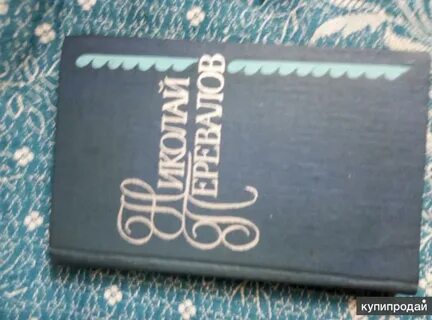 Николай
Перевалов
купипродай